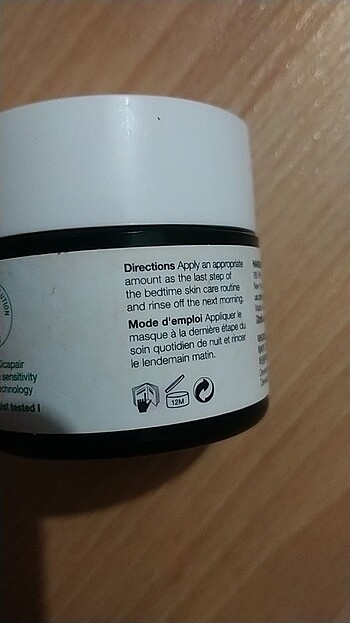 Directions Apply an appropriate
amount as the last step of
the bedtime skin care routine
and rinse off the next morning.
Mode d'emploi Appliquer le
masque à la dernière étape du
soin quotidien de nuit et rincer
le lendemain matin.
12M
Cicapair
sensitivity
technology
tested